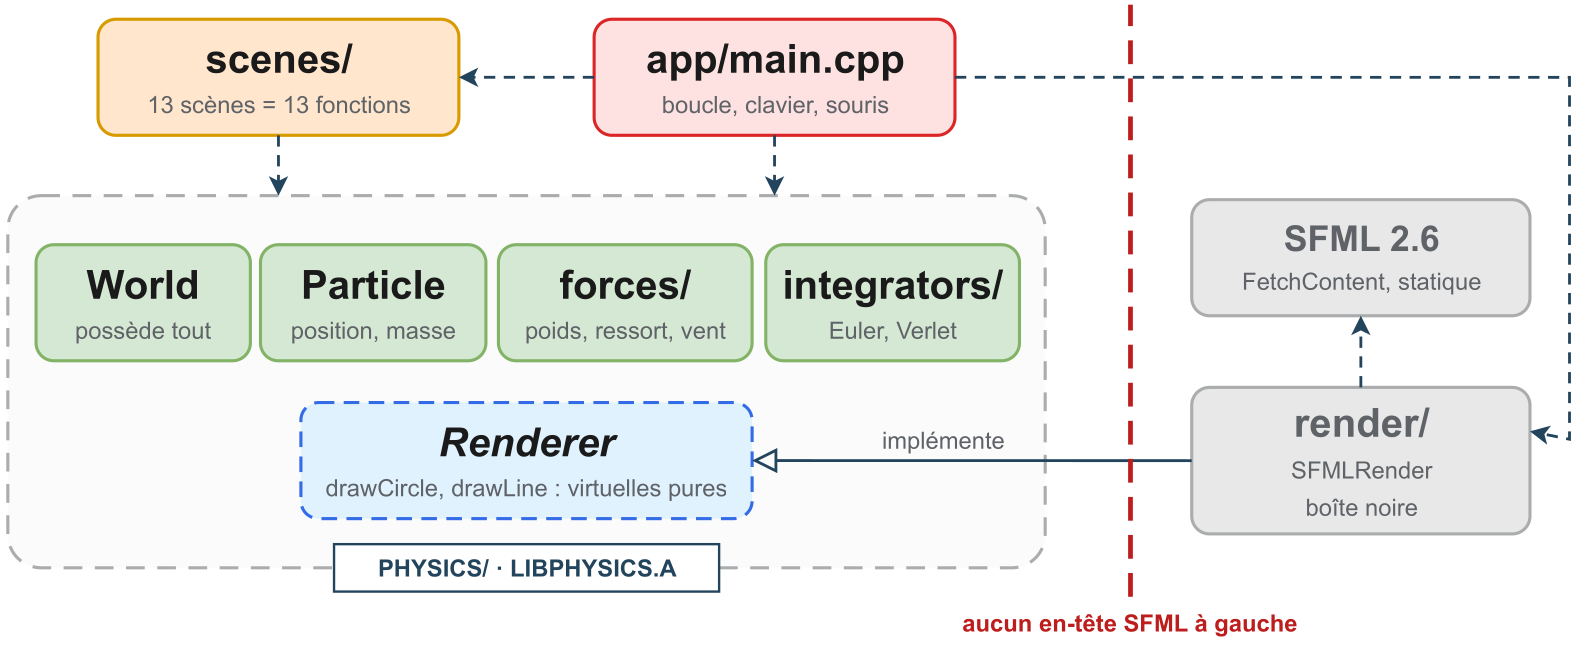 scenes/
13 scènes = 13 fonctions
app/main.cpp
boucle, clavier, souris
World
possède tout
Particle
position, masse
forces/
poids, ressort, vent
integrators/
Euler, Verlet
SFML 2.6
FetchContent, statique
Renderer
drawCircle, drawLine : virtuelles pures
implémente
render/
SFMLRender
boîte noire
PHYSICS/ · LIBPHYSICS.A
aucun en-tête SFML à gauche